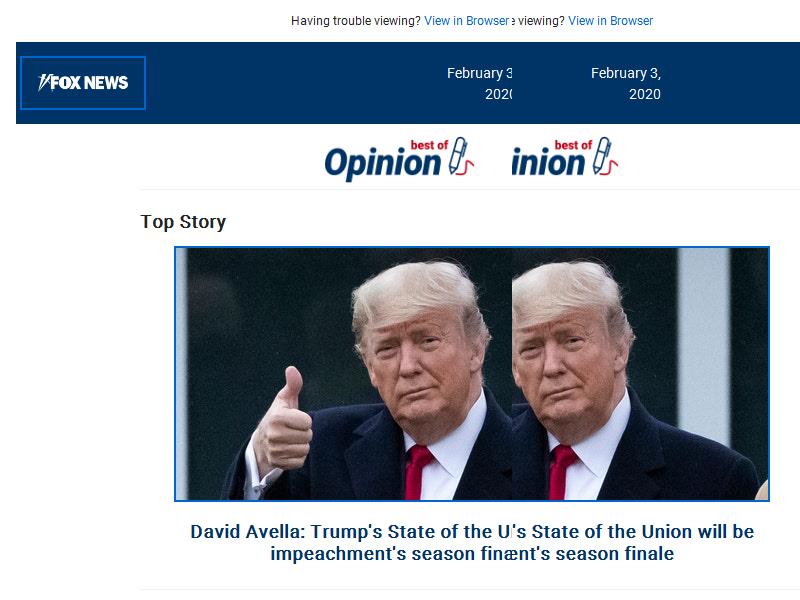 Having trouble viewing? View in Browser e viewing? View in Browser
FOX NEWS
February 3 February 3,
2020 2020
best of best of
Opinion inion
Top Story
David Avella: Trump's State of the U's State of the Union will be
impeachment's season finænt's season finale